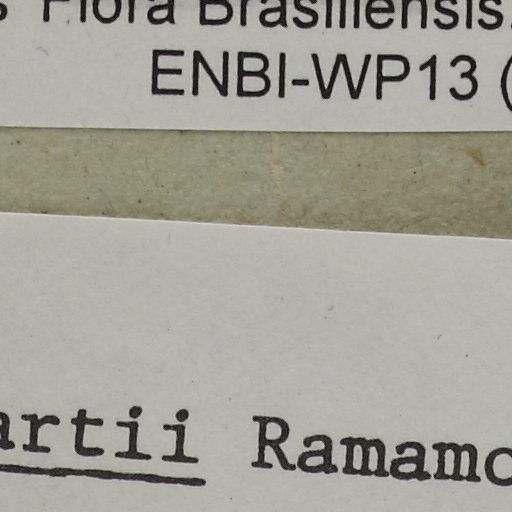 Flora Brasiliensis.
ENBI-WP13 (
artii Ramamo